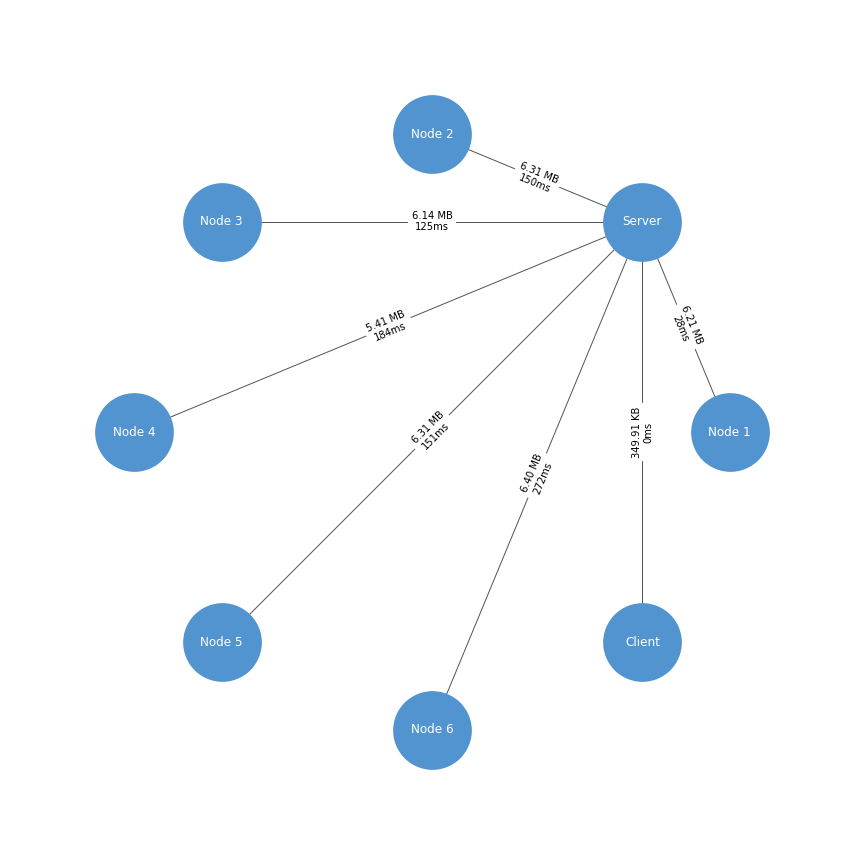 Node 2
6.31 MB
150ms
Node 3
6.14 MB
125ms
Server
5.41 MB
184ms
6.21 MB
28ms
Node 4
6.31 MB
151ms
6.40 MB
272ms
349.91 KB
0ms
Node 1
Node 5
Client
Node 6